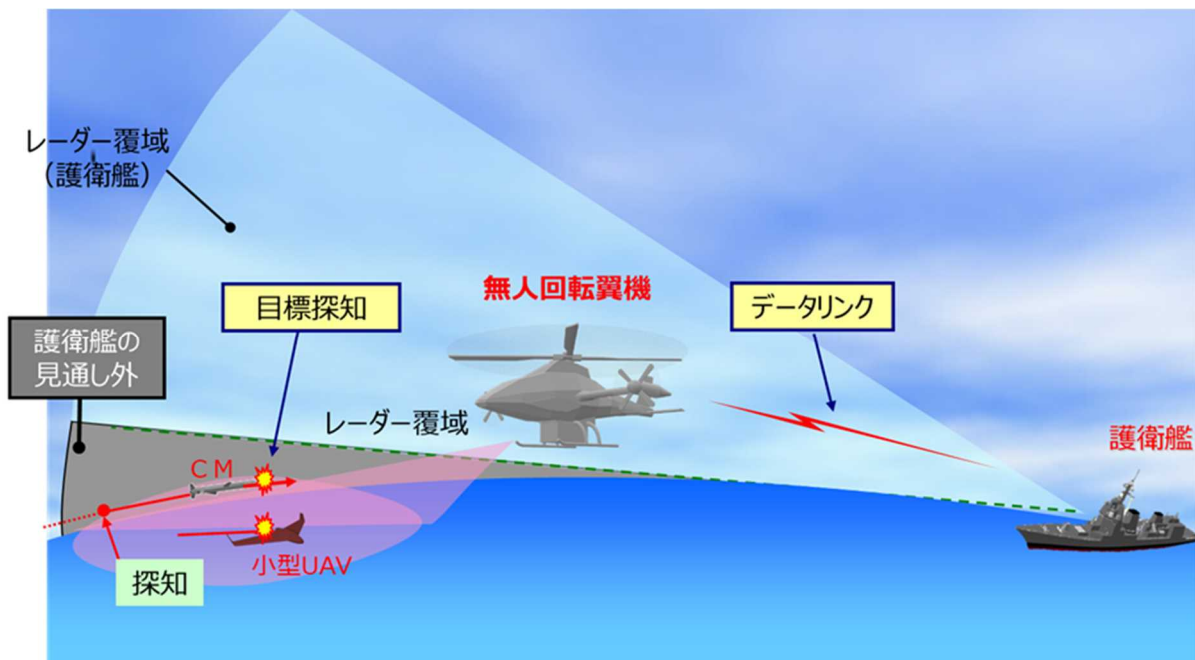 レーダー覆域
（護衛艦）
目標探知
無人回転翼機
データリンク
護衛艦の
見通し外
レーダー覆域
護衛艦
ＣＭ
小型UAV
探知